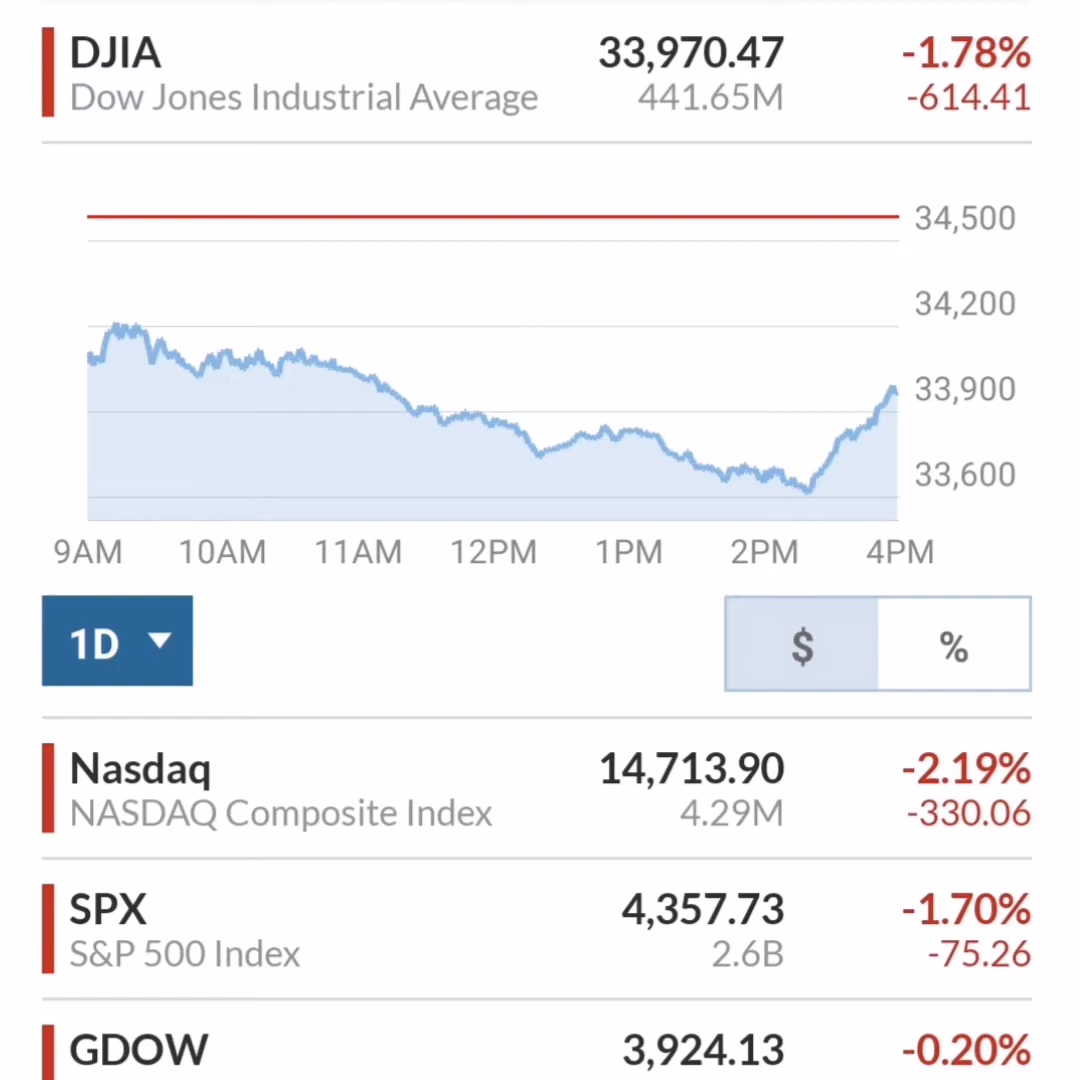 DJIA 33,970.47 -1.78%
Dow Jones Industrial Average 441.65M -614.41
34,500
34,200
33,900
33,600
9AM 10AM 11AM 12PM 1PM 2PM 4PM
1D $ %
Nasdaq 14,713.90 -2.19%
NASDAQ Composite Index 4.29M -330.06
SPX 4,357.73 -1.70%
S&P 500 Index 2.6B -75.26
GDOW 3,924.13 -0.20%